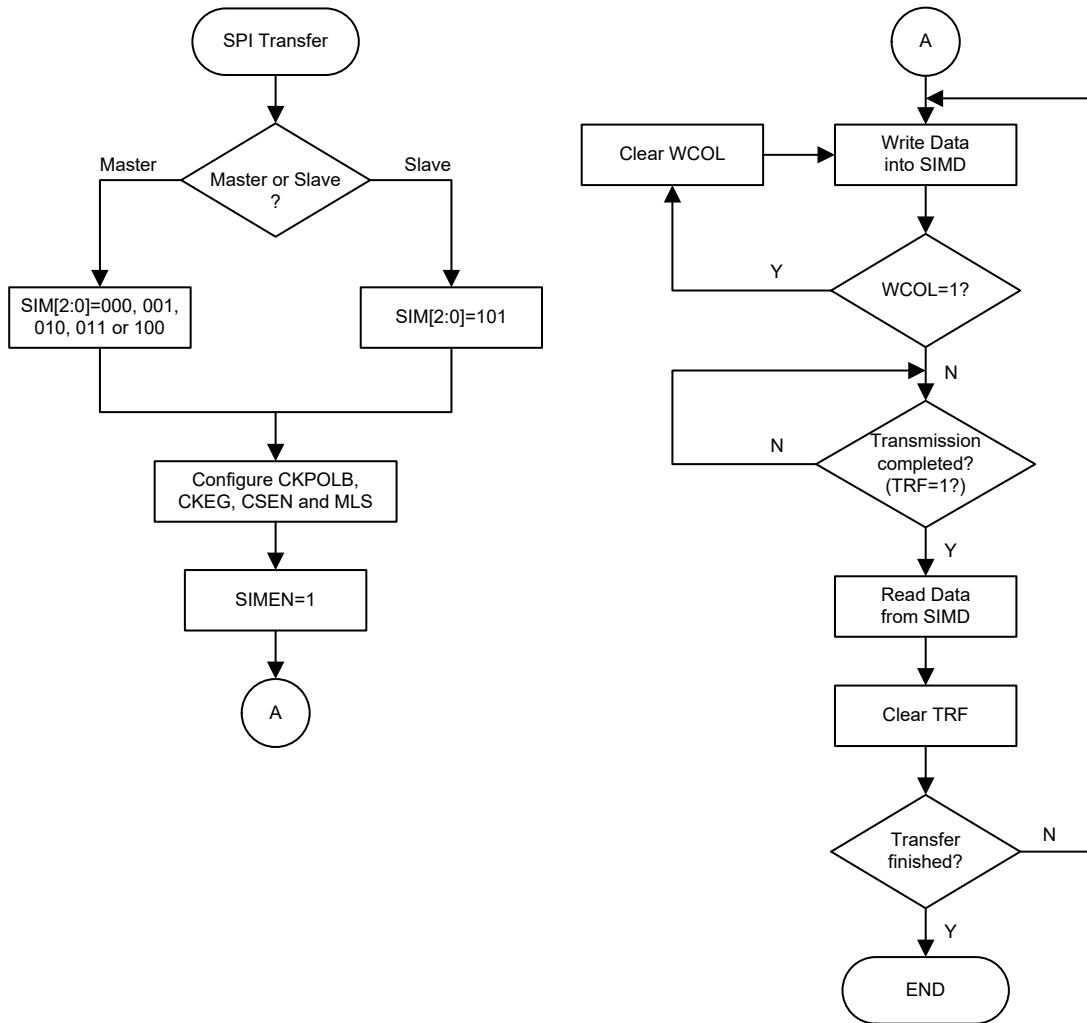 SPI Transfer
Master or Slave
?
Master
Slave
SIM[2:0]=000, 001,
010, 011 or 100
SIM[2:0]=101
Configure CKPOLB,
CKEG, CSEN and MLS
SIMEN=1
A
A
Clear WCOL
Write Data
into SIMD
Y
WCOL=1?
N
N
Transmission
completed?
(TRF=1?)
Y
Read Data
from SIMD
Clear TRF
Transfer
finished?
N
Y
END